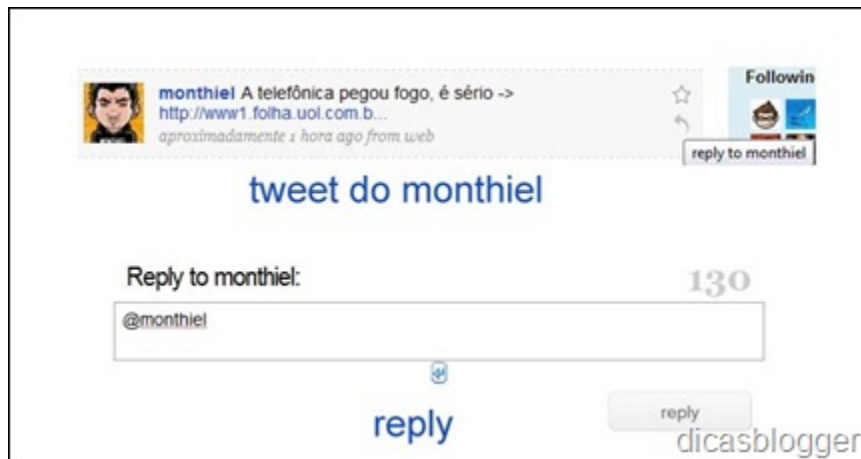 monthiel A telefônica pegou fogo, é sério ->
http://www1.folha.uol.com.b...
aproximadamente 1 hora ago from web
Followin
reply to monthiel
tweet do monthiel
Reply to monthiel:
130
@monthiel
reply
reply
dicasblogger